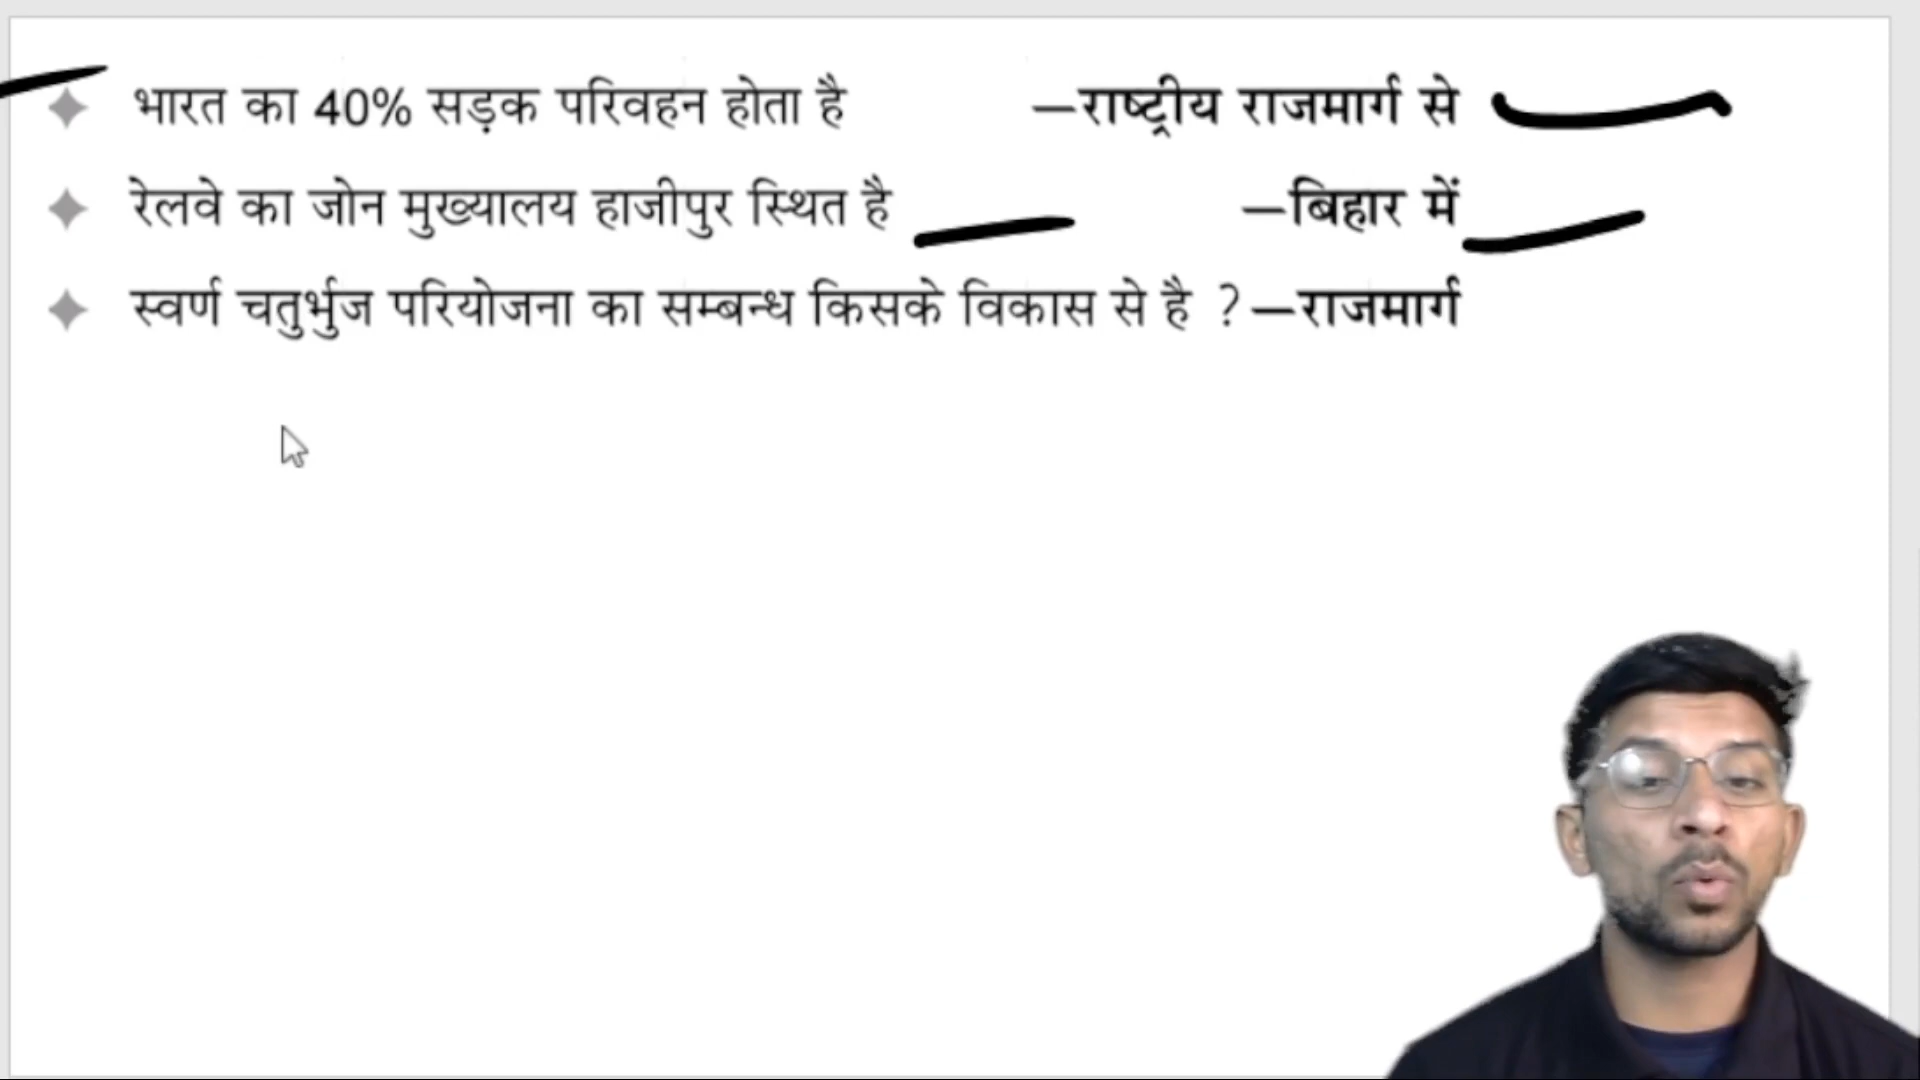 भारत का 40% सड़क परिवहन होता है —राष्ट्रीय राजमार्ग से
रेलवे का जोन मुख्यालय हाजीपुर स्थित है —बिहार में
स्वर्ण चतुर्भुज परियोजना का सम्बन्ध किसके विकास से है ? —राजमार्ग